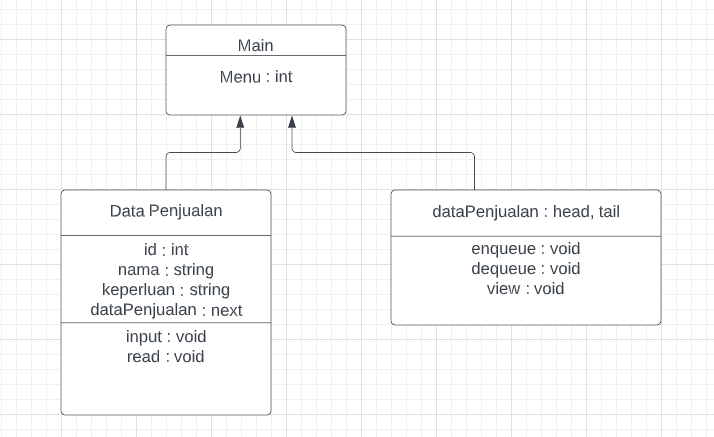 Main
Menu : int
Data Penjualan
id : int
nama : string
keperluan : string
dataPenjualan : next
input : void
read : void
dataPenjualan : head, tail
enqueue : void
dequeue : void
view : void